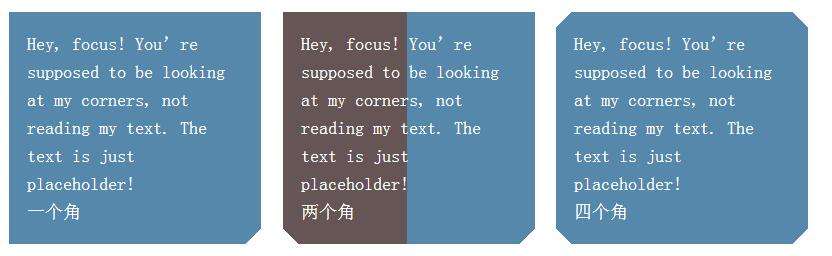 Hey, focus! You’re
supposed to be looking
at my corners, not
reading my text. The
text is just
placeholder!
一个角
Hey, focus! You’re
supposed to be looking
at my corners, not
reading my text. The
text is just
placeholder!
两个角
Hey, focus! You’re
supposed to be looking
at my corners, not
reading my text. The
text is just
placeholder!
四个角